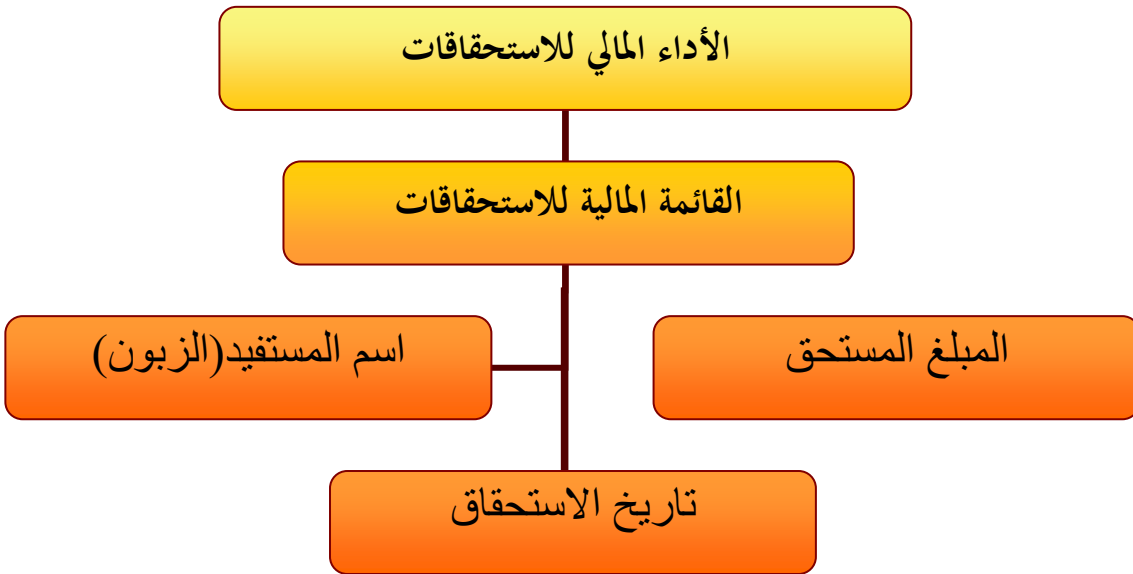 الأداء المالي للاستحقاقات
القائمة المالية للاستحقاقات
المبلغ المستحق
اسم المستفيد(الزبون)
تاريخ الاستحقاق